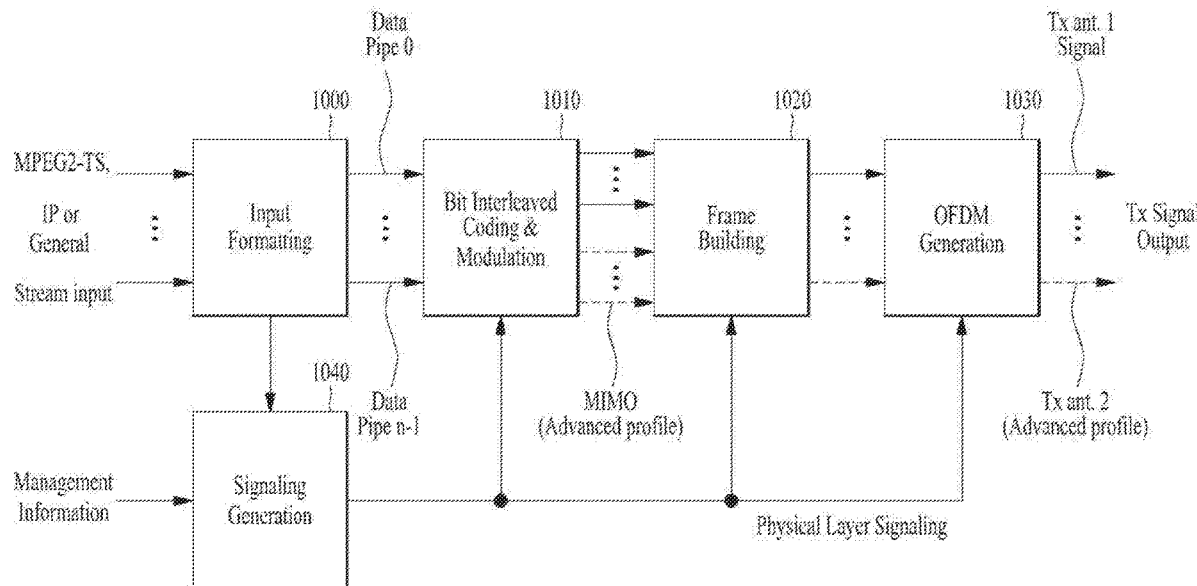 Data
Pipe 0
Tx ant. 1
Signal
1000
1010
1020
1030
MPEG2-TS,
IP or
General
Stream input
Input
Formatting
Bit Interleaved
Coding &
Modulation
Frame
Building
OFDM
Generation
Tx Signal
Output
1040
Data
Pipe n-1
MIMO
(Advanced profile)
Tx ant. 2
(Advanced profile)
Management
Information
Signaling
Generation
Physical Layer Signaling